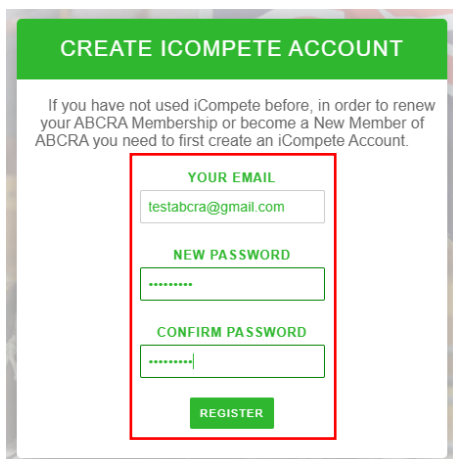 CREATE ICOMPETE ACCOUNT
If you have not used iCompete before, in order to renew
your ABCRA Membership or become a New Member of
ABCRA you need to first create an iCompete Account.
YOUR EMAIL
testabcra@gmail.com
NEW PASSWORD
•••••••••
CONFIRM PASSWORD
•••••••••
REGISTER